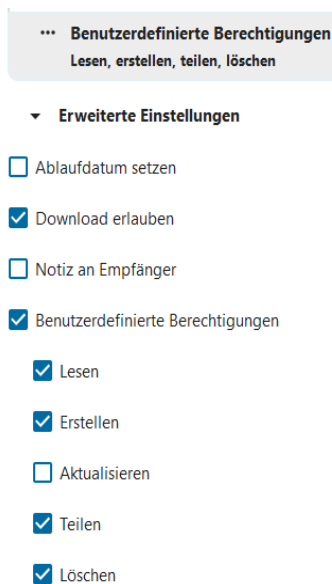 Benutzerdefinierte Berechtigungen
Lesen, erstellen, teilen, löschen
Erweiterte Einstellungen
Ablaufdatum setzen
Download erlauben
Notiz an Empfänger
Benutzerdefinierte Berechtigungen
Lesen
Erstellen
Aktualisieren
Teilen
Löschen